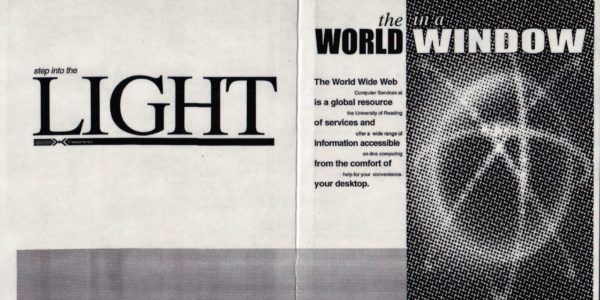 step into the
LIGHT
the in a
WORLD WINDOW
The World Wide Web
Computer Services at
is a global resource
the University of Reading
of services and
offer a wide range of
information accessible
on-line computing
from the comfort of
help for your convenience.
your desktop.